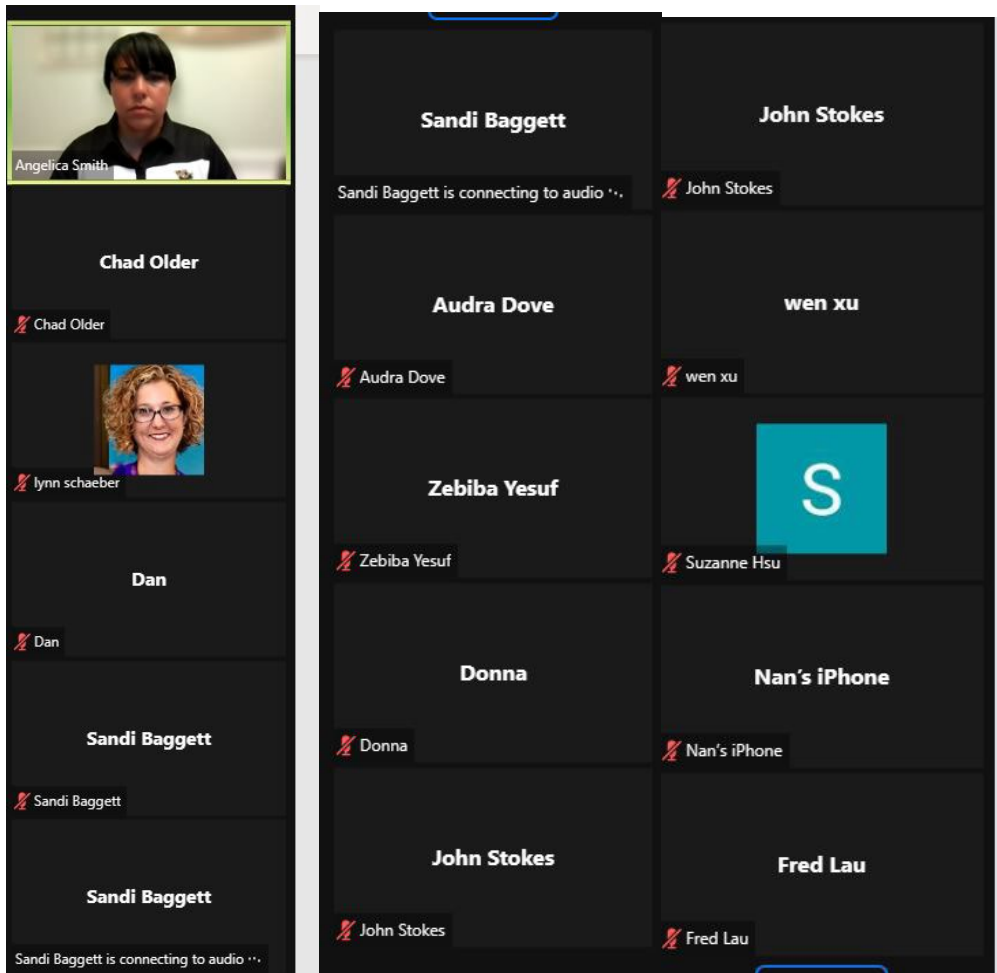 Angelica Smith
Chad Older
Chad Older
lynn schaeber
Dan
Dan
Sandi Baggett
Sandi Baggett
Sandi Baggett
Sandi Baggett is connecting to audio ...
Sandi Baggett
Sandi Baggett is connecting to audio ...
Audra Dove
Audra Dove
Zebiba Yesuf
Zebiba Yesuf
Donna
Donna
John Stokes
John Stokes
John Stokes
John Stokes
wen xu
wen xu
S
Suzanne Hsu
Nan's iPhone
Nan's iPhone
Fred Lau
Fred Lau